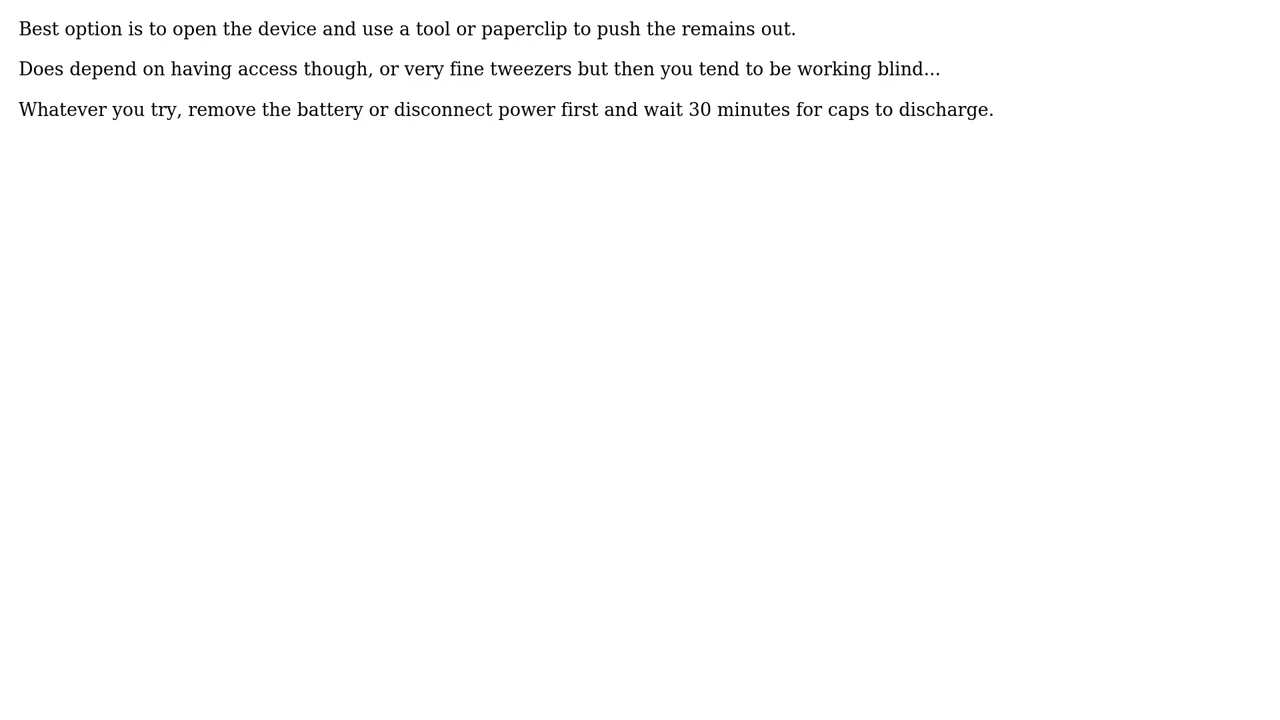 Best option is to open the device and use a tool or paperclip to push the remains out.
Does depend on having access though, or very fine tweezers but then you tend to be working blind...
Whatever you try, remove the battery or disconnect power first and wait 30 minutes for caps to discharge.